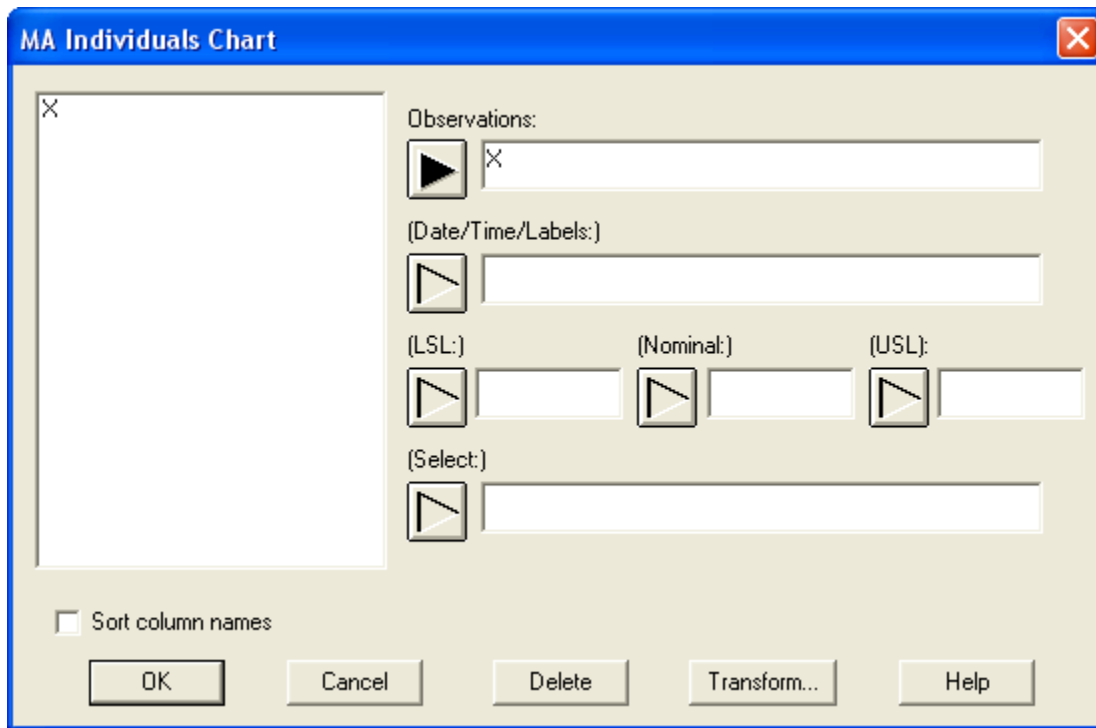 MA Individuals Chart
X
Observations:
X
(Date/Time/Labels:)
(LSL:) (Nominal:) (USL):
(Select:)
Sort column names
OK Cancel Delete Transform... Help